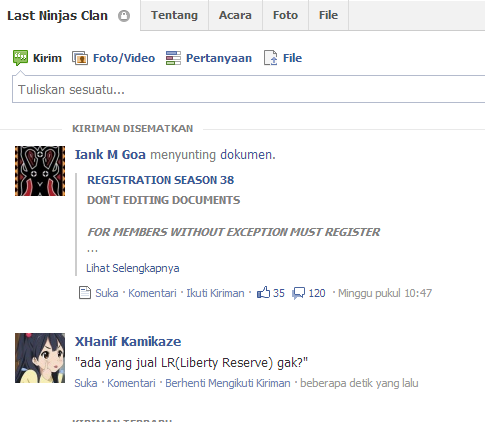 Last Ninjas Clan Tentang Acara Foto File
Kirim Foto/Video Pertanyaan File
Tuliskan sesuatu...
KIRIMAN DISEMATKAN
Iank M Goa menyunting dokumen.
REGISTRATION SEASON 38
DON'T EDITING DOCUMENTS
FOR MEMBERS WITHOUT EXCEPTION MUST REGISTER
...
Lihat Selengkapnya
Suka · Komentari · Ikuti Kiriman · 35 120 · Minggu pukul 10:47
XHanif Kamikaze
"ada yang jual LR(Liberty Reserve) gak?"
Suka · Komentari · Berhenti Mengikuti Kiriman · beberapa detik yang lalu
KIRIMAN TERBARU